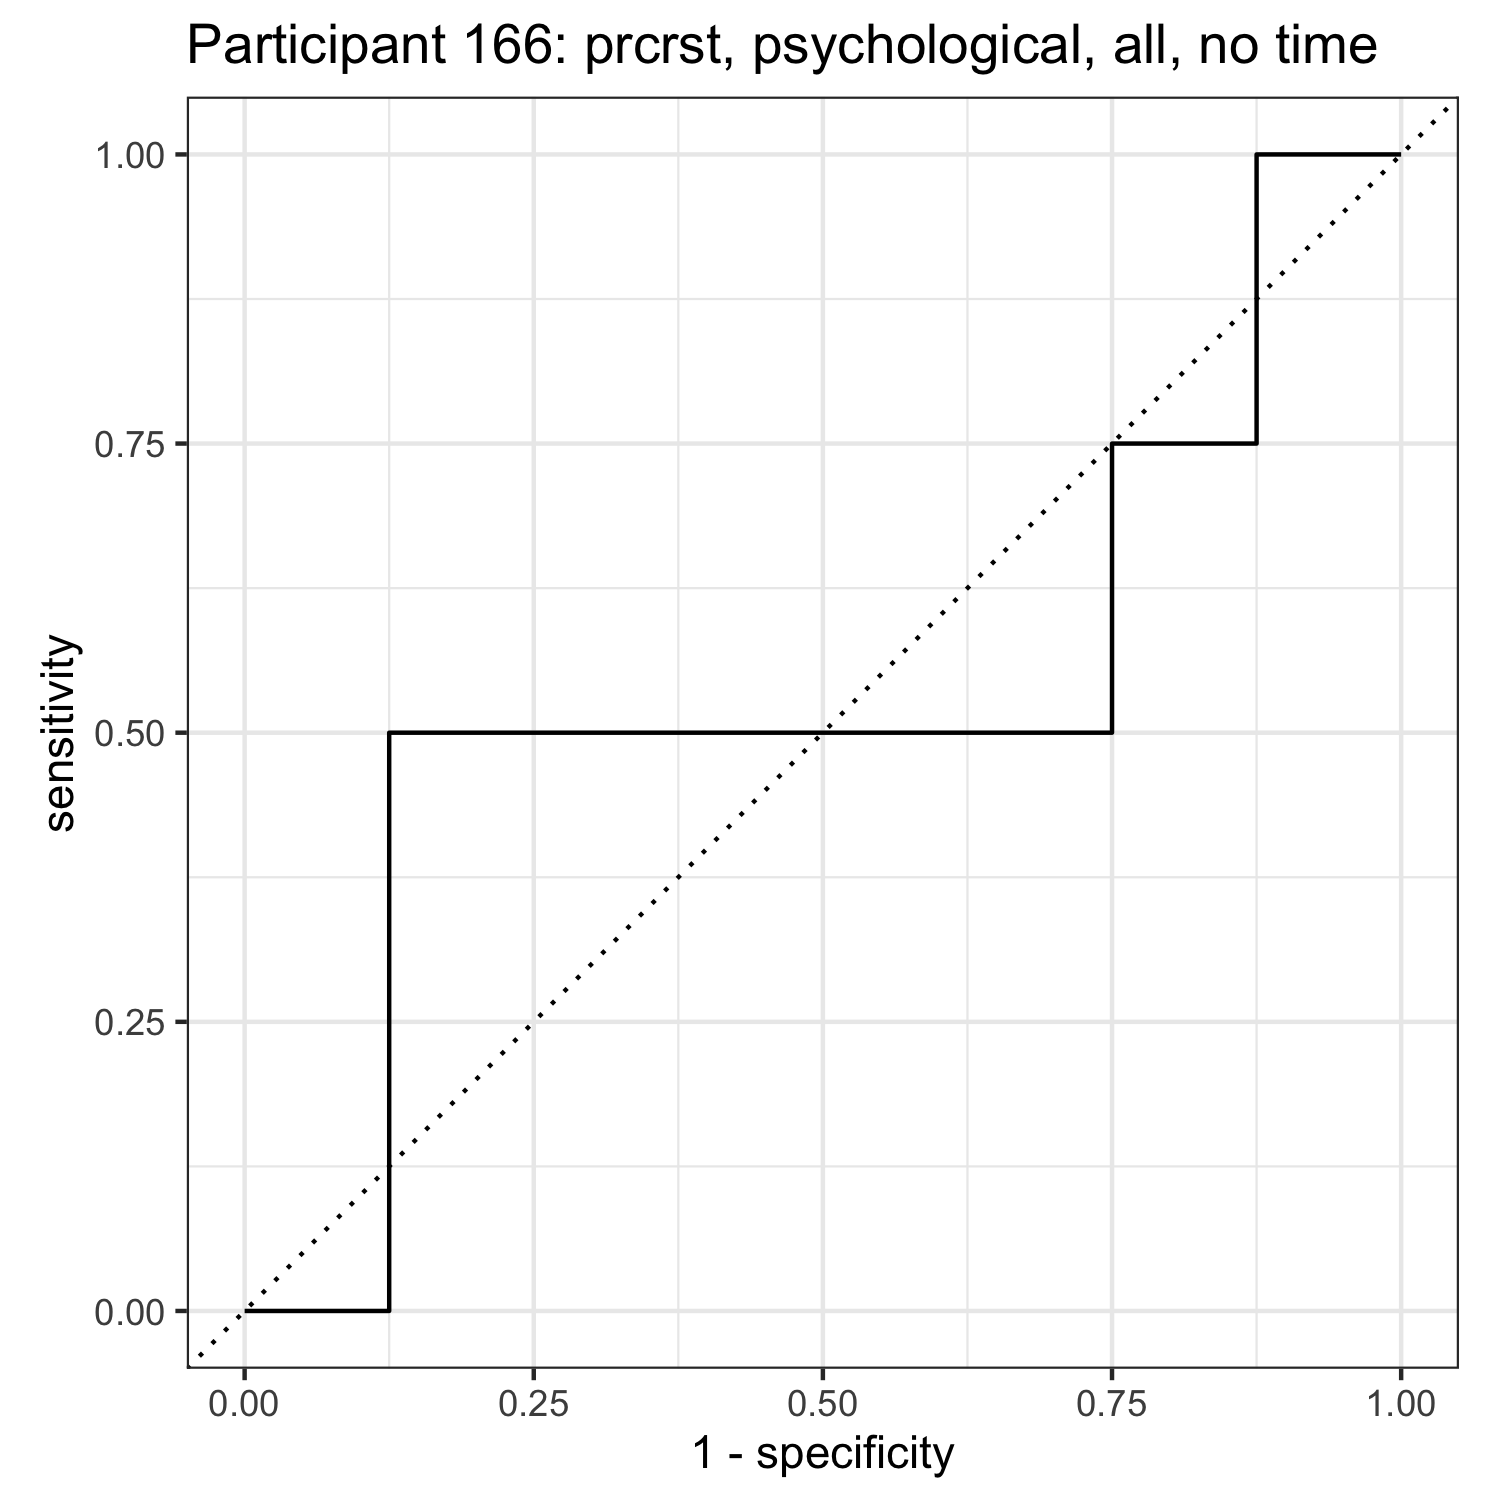 Participant 166: prcrst, psychological, all, no time
1.00
0.75
0.50
0.25
0.00
sensitivity
0.00 0.25 0.50 0.75 1.00
1 - specificity